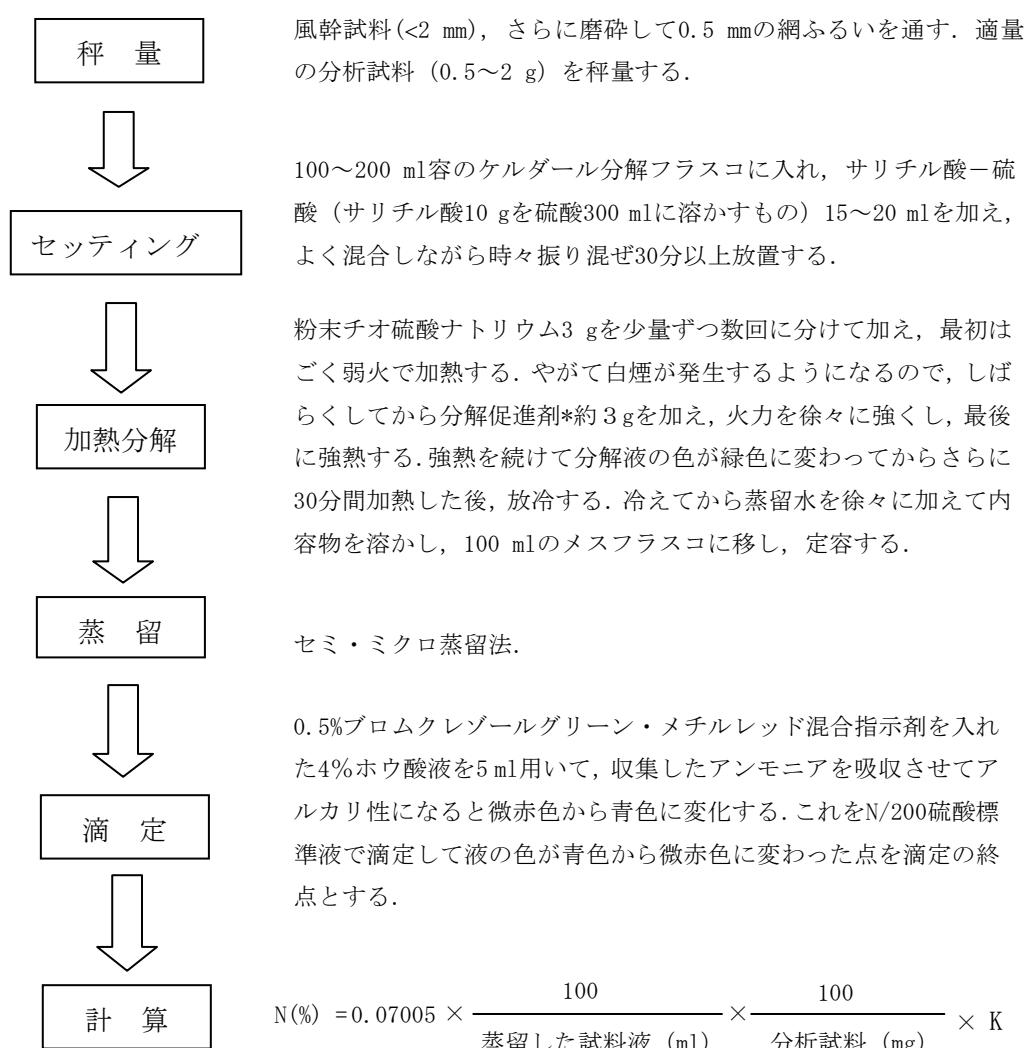 秤　量
風幹試料(<2 mm), さらに磨砕して0.5 mmの網ふるいを通す. 適量
の分析試料 (0.5～2 g) を秤量する.
セッティング
100～200 ml容のケルダール分解フラスコに入れ, サリチル酸－硫
酸 (サリチル酸10 gを硫酸300 mlに溶かすもの) 15～20 mlを加え,
よく混合しながら時々振り混ぜ30分以上放置する.
加熱分解
粉末チオ硫酸ナトリウム3 gを少量ずつ数回に分けて加え, 最初は
ごく弱火で加熱する. やがて白煙が発生するようになるので, しば
らくしてから分解促進剤*約３gを加え, 火力を徐々に強くし, 最後
に強熱する. 強熱を続けて分解液の色が緑色に変わってからさらに
30分間加熱した後, 放冷する. 冷えてから蒸留水を徐々に加えて内
容物を溶かし, 100 mlのメスフラスコに移し, 定容する.
蒸　留
セミ・ミクロ蒸留法.
滴　定
0.5%ブロムクレゾールグリーン・メチルレッド混合指示剤を入れ
た4％ホウ酸液を5 ml用いて, 収集したアンモニアを吸収させてア
ルカリ性になると微赤色から青色に変化する. これをN/200硫酸標
準液で滴定して液の色が青色から微赤色に変わった点を滴定の終
点とする.
計　算
100　100
N(%) =0.07005 × × × K
蒸留した試料液 (ml)　分析試料 (mg)